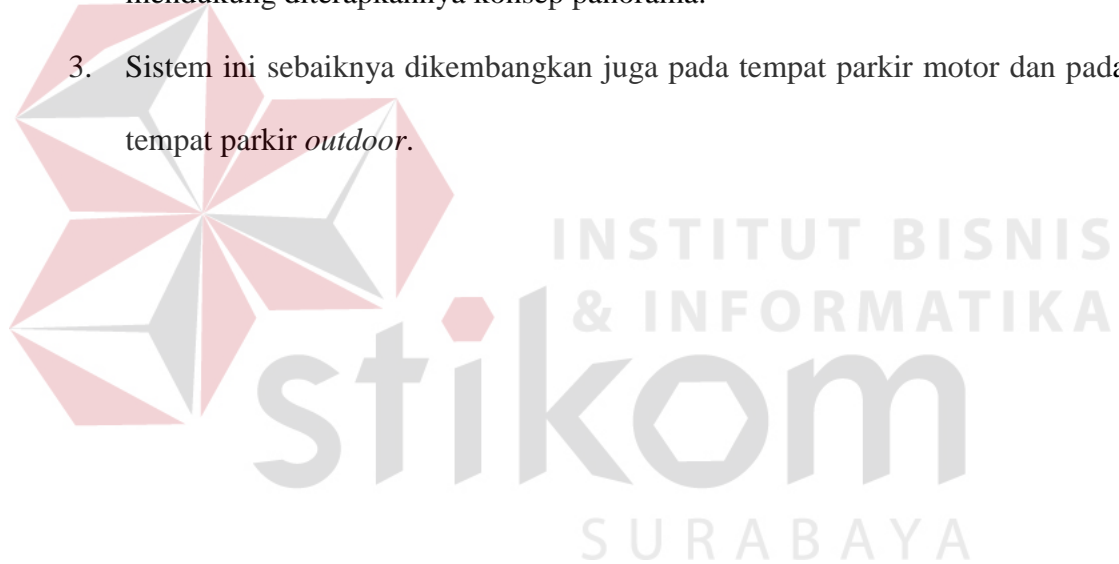 mendukung diterapkannya konsep panorama.
3. Sistem ini sebaiknya dikembangkan juga pada tempat parkir motor dan pada
tempat parkir outdoor.
INSTITUT BISNIS
& INFORMATIKA
stikom
SURABAYA